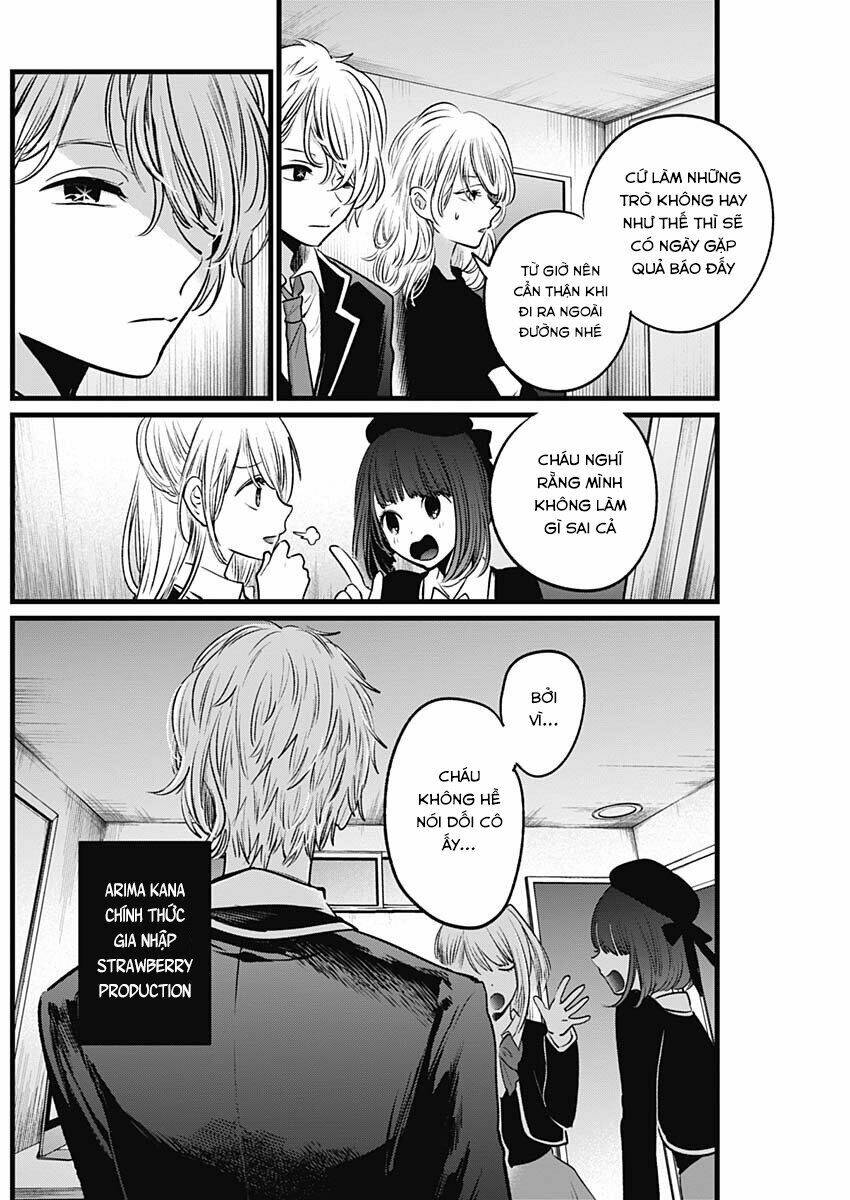 CỨ LÀM NHỮNG
TRÒ KHÔNG HAY
NHƯ THẾ THÌ SẼ
CÓ NGÀY GẶP
QUẢ BÁO ĐẤY
TỪ GIỜ NÊN
CẨN THẬN KHI
ĐI RA NGOÀI
ĐƯỜNG NHÉ
CHÁU NGHĨ
RẰNG MÌNH
KHÔNG LÀM
GÌ SAI CẢ
BỞI
VÌ...
CHÁU
KHÔNG HỀ
NÓI DỐI CÔ
ẤY...
ARIMA KANA
CHÍNH THỨC
GIA NHẬP
STRAWBERRY
PRODUCTION